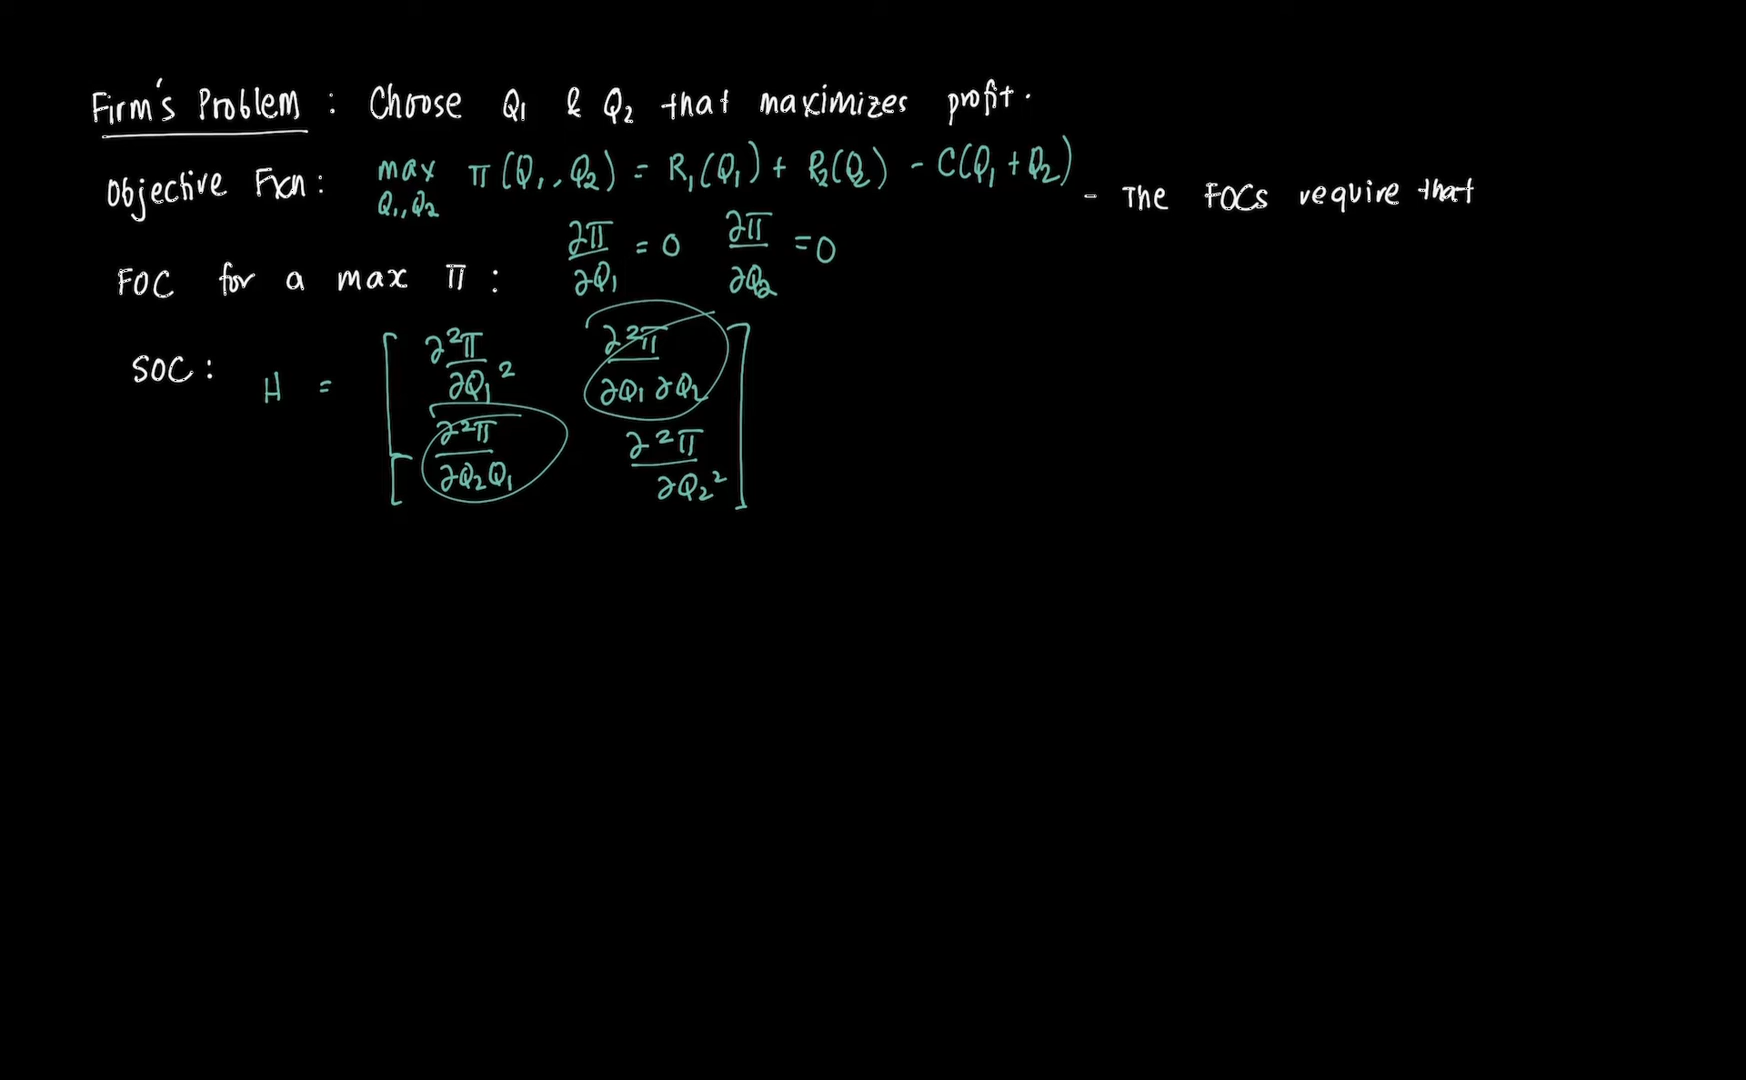 Firm's Problem : Choose Q₁ & Q₂ that maximizes profit.
Objective Fxn : max Q₁,Q₂ π(Q₁, Q₂) = R₁(Q₁) + R₂(Q₂) - C(Q₁ + Q₂)
- The FOCs require that
FOC for a max π : ∂π/∂Q₁ = 0 ∂π/∂Q₂ = 0
SOC : H = [ ∂²π/∂Q₁² ∂²π/∂Q₁∂Q₂
∂²π/∂Q₂Q₁ ∂²π/∂Q₂² ]